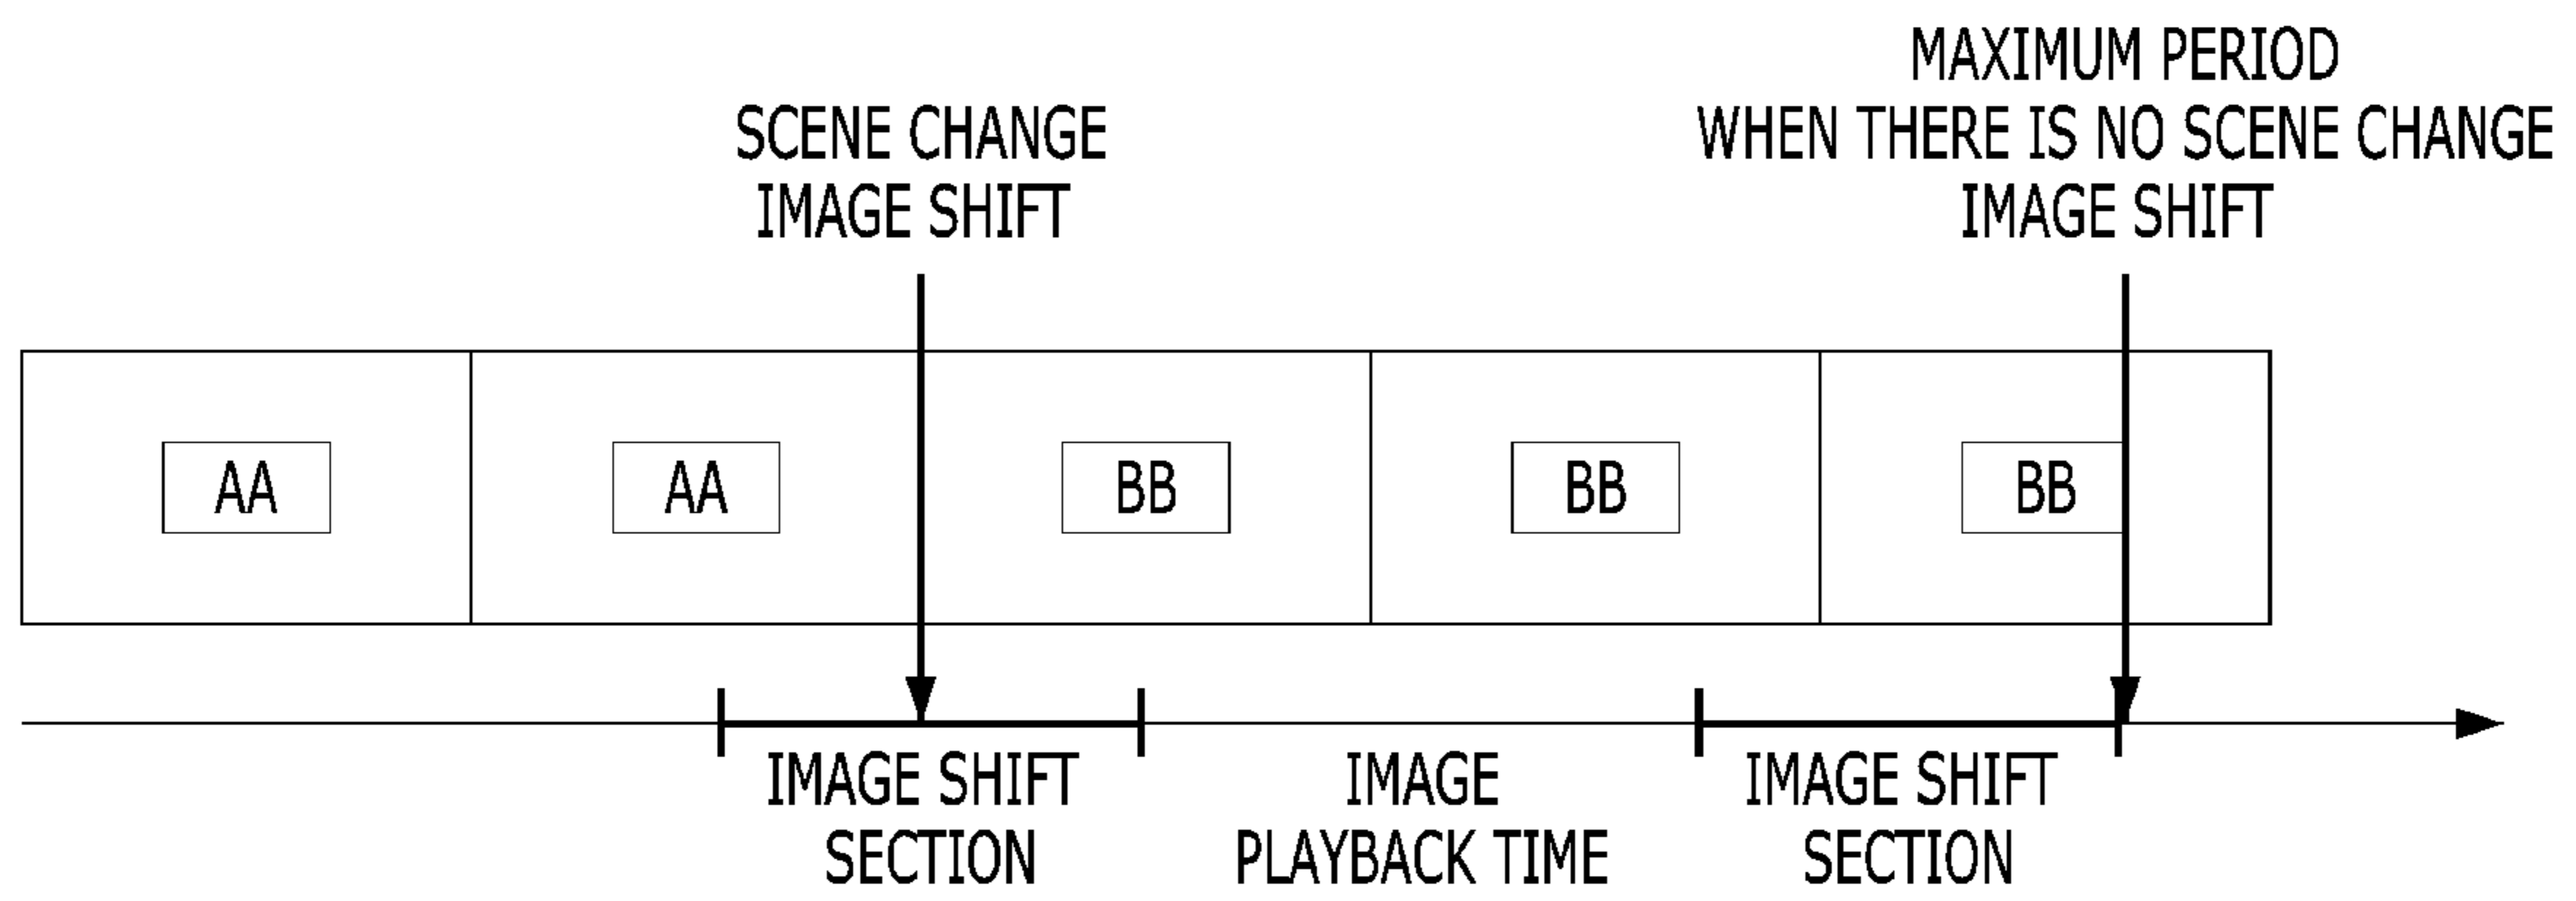 MAXIMUM PERIOD
WHEN THERE IS NO SCENE CHANGE
IMAGE SHIFT
SCENE CHANGE
IMAGE SHIFT
AA
AA
BB
BB
BB
IMAGE SHIFT
SECTION
IMAGE
PLAYBACK TIME
IMAGE SHIFT
SECTION